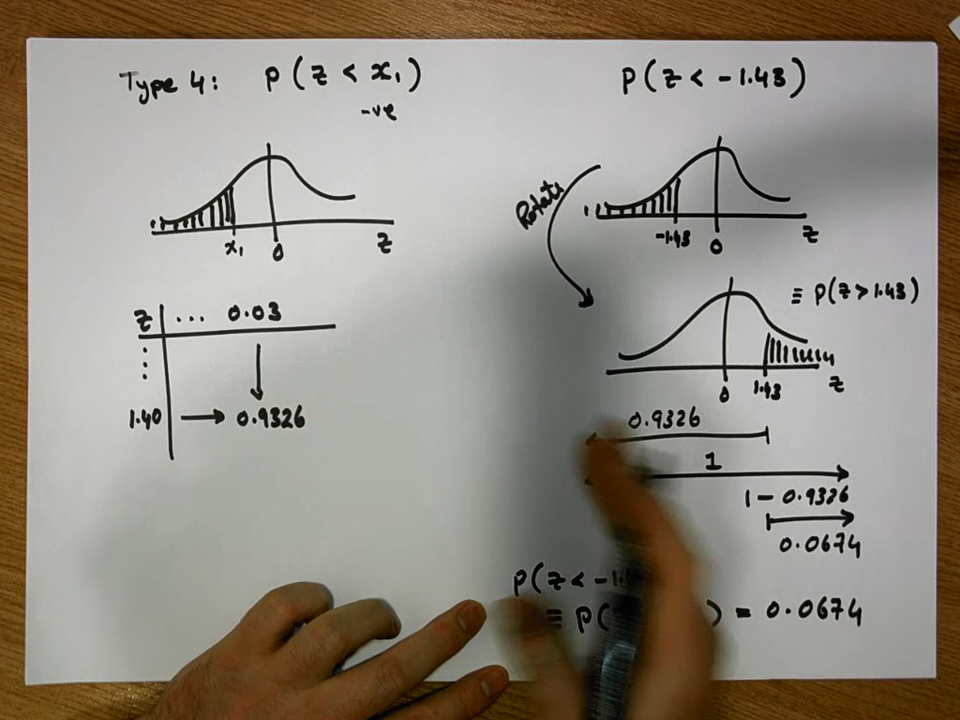 Type 4: P(Z < x₁)
-ve
x₁ 0 Z
Z ... 0.03
1.40 → 0.9326
P(Z < -1.43)
-1.43 0 Z
Rotate
≡ P(Z > 1.43)
0 1.43 Z
0.9326
1
1 - 0.9326
0.0674
P(Z < -1.
≡ P( ) = 0.0674